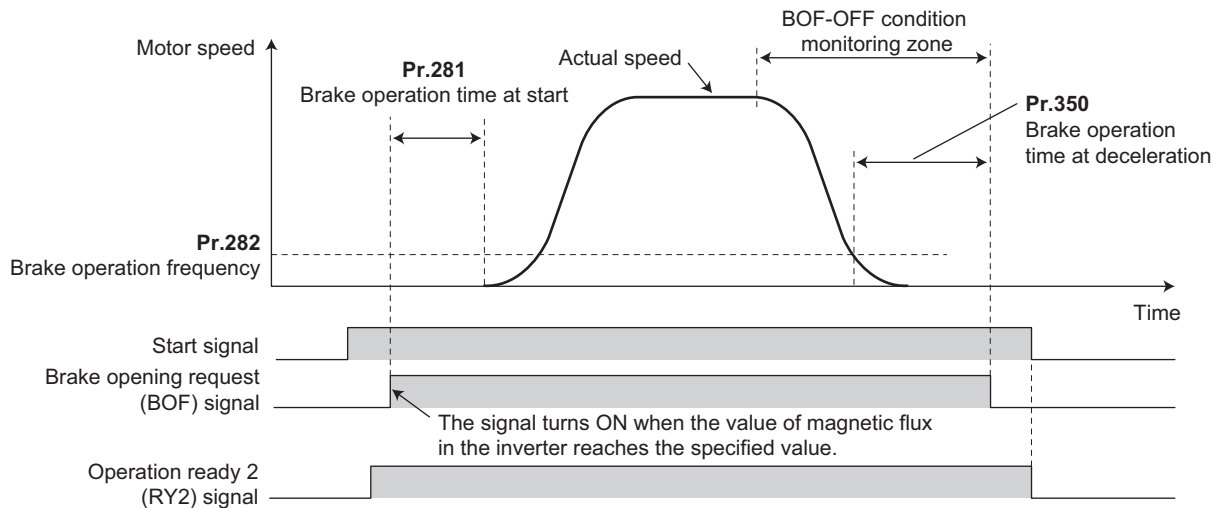 BOF-OFF condition
monitoring zone
Motor speed
Actual speed
Pr.281
Brake operation time at start
Pr.350
Brake operation
time at deceleration
Pr.282
Brake operation frequency
Time
Start signal
Brake opening request
(BOF) signal
The signal turns ON when the value of magnetic flux
in the inverter reaches the specified value.
Operation ready 2
(RY2) signal